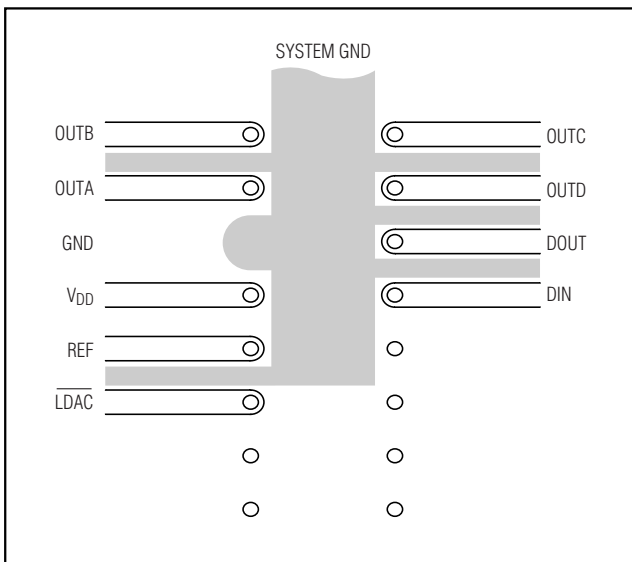 SYSTEM GND
OUTB
OUTC
OUTA
OUTD
GND
DOUT
VDD
DIN
REF
LDAC